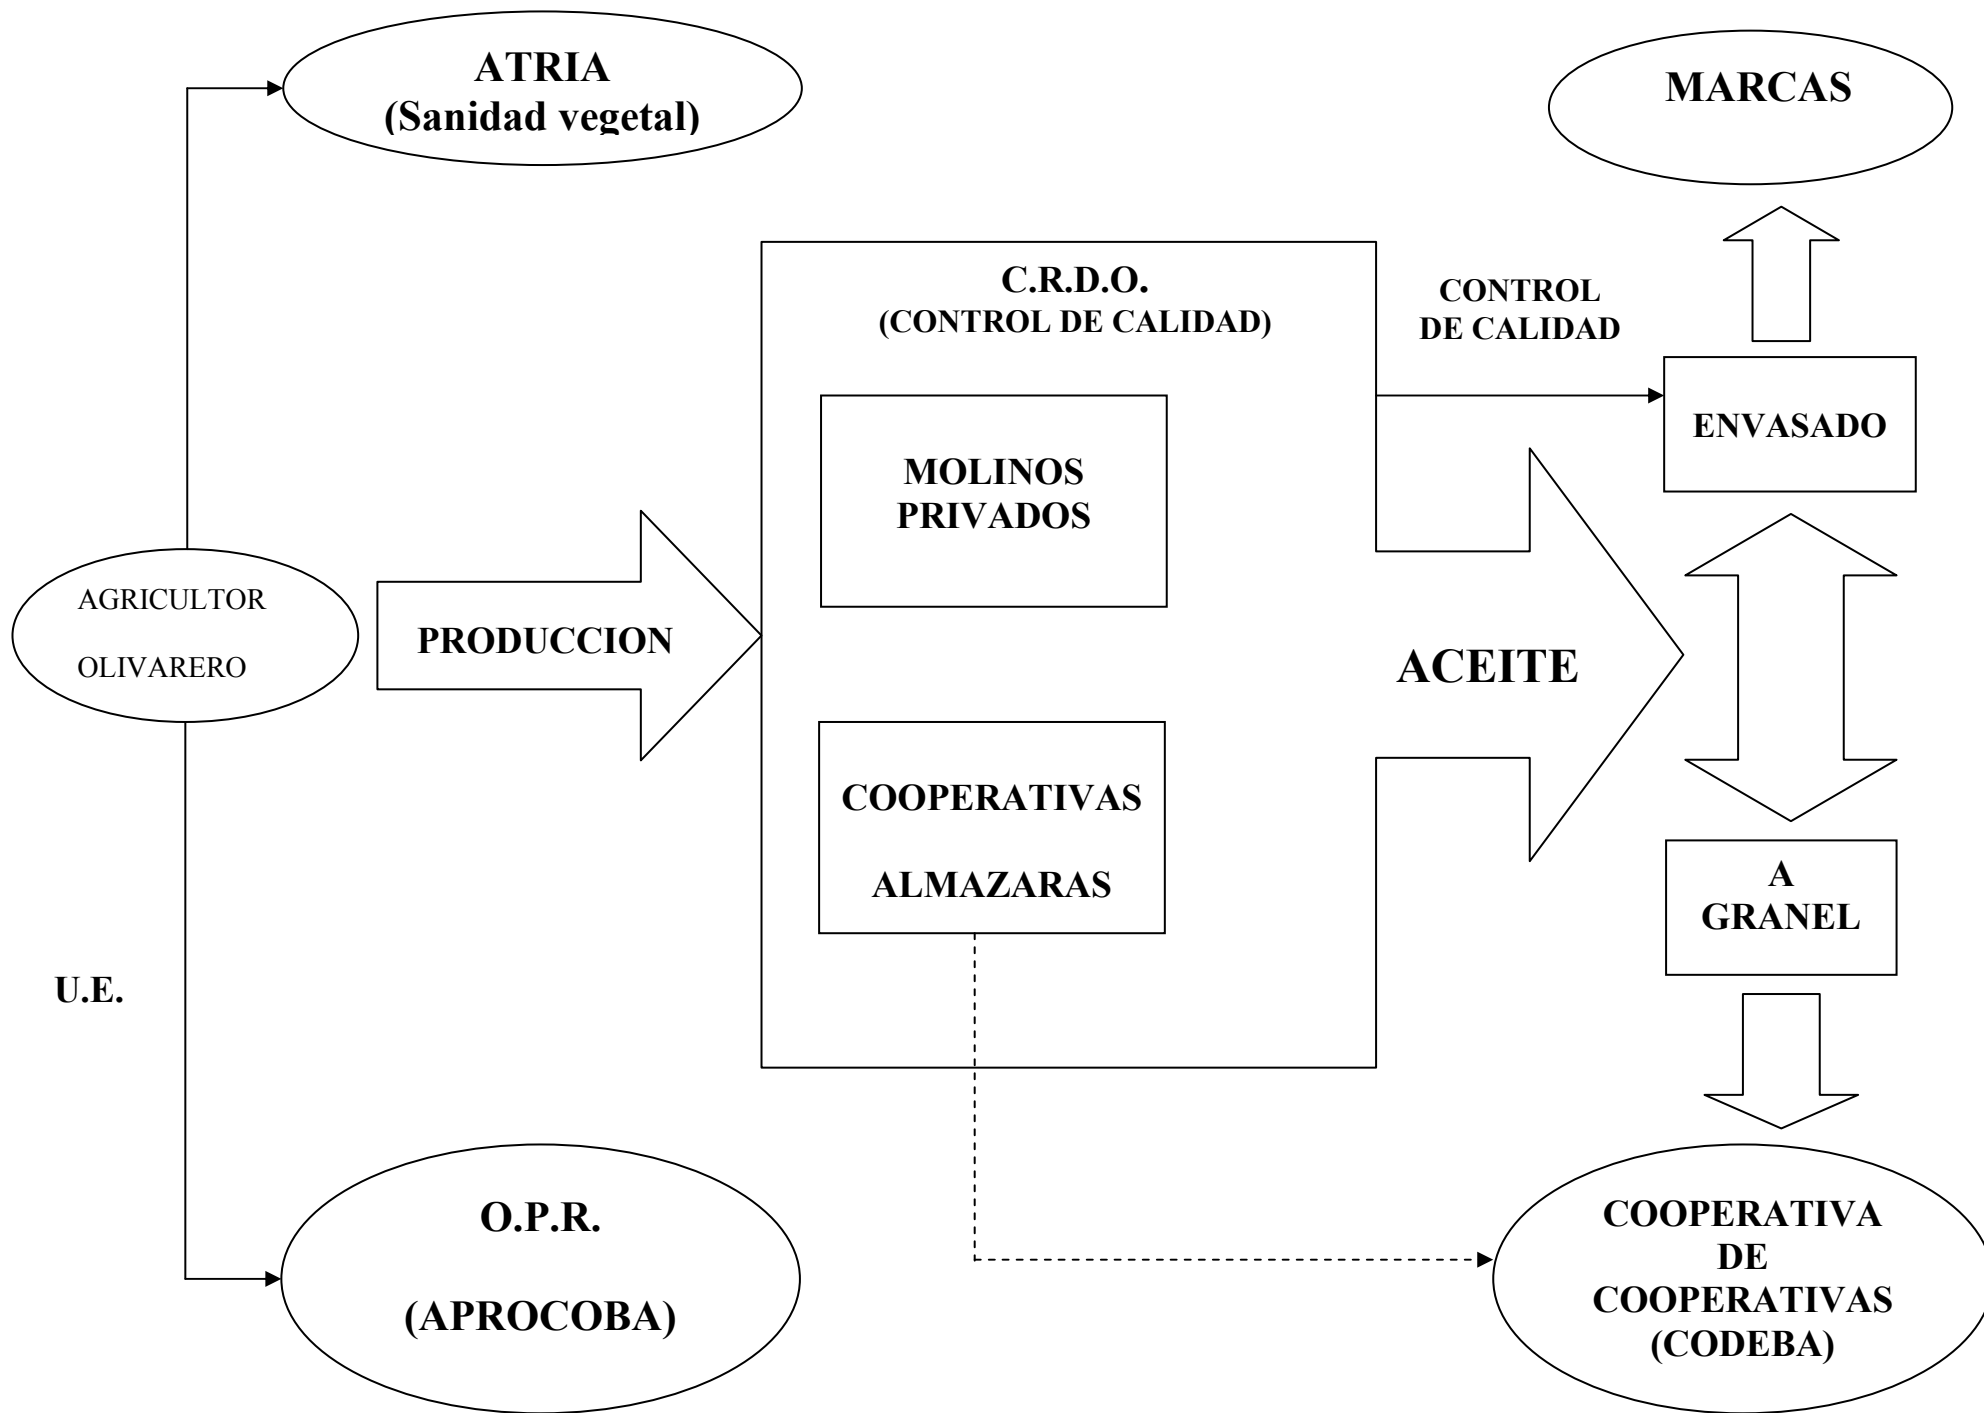 ATRIA
(Sanidad vegetal)
MARCAS
C.R.D.O.
(CONTROL DE CALIDAD)
CONTROL
DE CALIDAD
ENVASADO
MOLINOS
PRIVADOS
AGRICULTOR
OLIVARERO
PRODUCCION
ACEITE
COOPERATIVAS
ALMAZARAS
A
GRANEL
U.E.
O.P.R.
(APROCOBA)
COOPERATIVA
DE
COOPERATIVAS
(CODEBA)